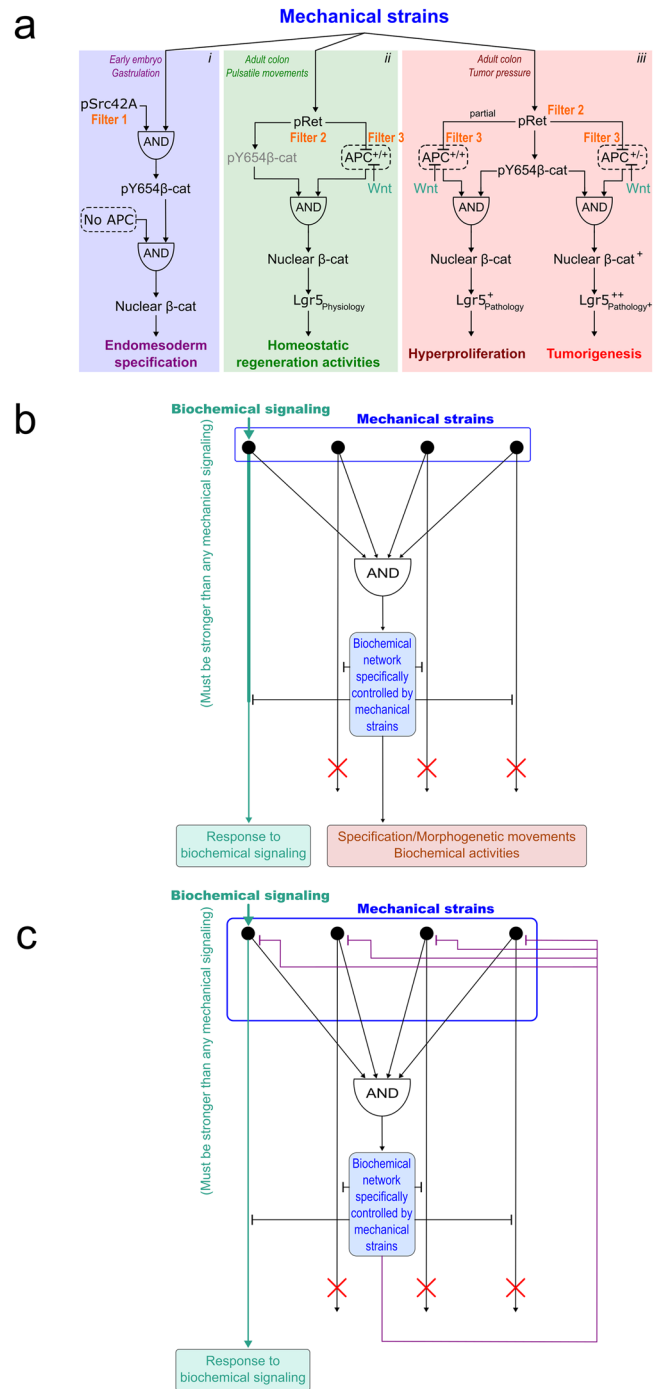 a
Mechanical strains
Early embryo
Gastrulation
i
pSrc42A
Filter 1
AND
pY654β-cat
No APC
AND
Nuclear β-cat
Endomesoderm
specification
Adult colon
Pulsatile movements
ii
pRet
Filter 2
Filter 3
pY654β-cat
APC+/+
Wnt
AND
Nuclear β-cat
Lgr5Physiology
Homeostatic
regeneration activities
Adult colon
Tumor pressure
iii
partial
pRet
Filter 2
Filter 3
Filter 3
APC+/+
pY654β-cat
APC+/-
Wnt
Wnt
AND
AND
Nuclear β-cat
Nuclear β-cat+
Lgr5+Pathology
Lgr5++Pathology+
Hyperproliferation
Tumorigenesis
b
Biochemical signaling
(Must be stronger than any mechanical signaling)
Mechanical strains
AND
Biochemical
network
specifically
controlled by
mechanical
strains
Response to
biochemical signaling
Specification/Morphogenetic movements
Biochemical activities
c
Biochemical signaling
(Must be stronger than any mechanical signaling)
Mechanical strains
AND
Biochemical
network
specifically
controlled by
mechanical
strains
Response to
biochemical signaling